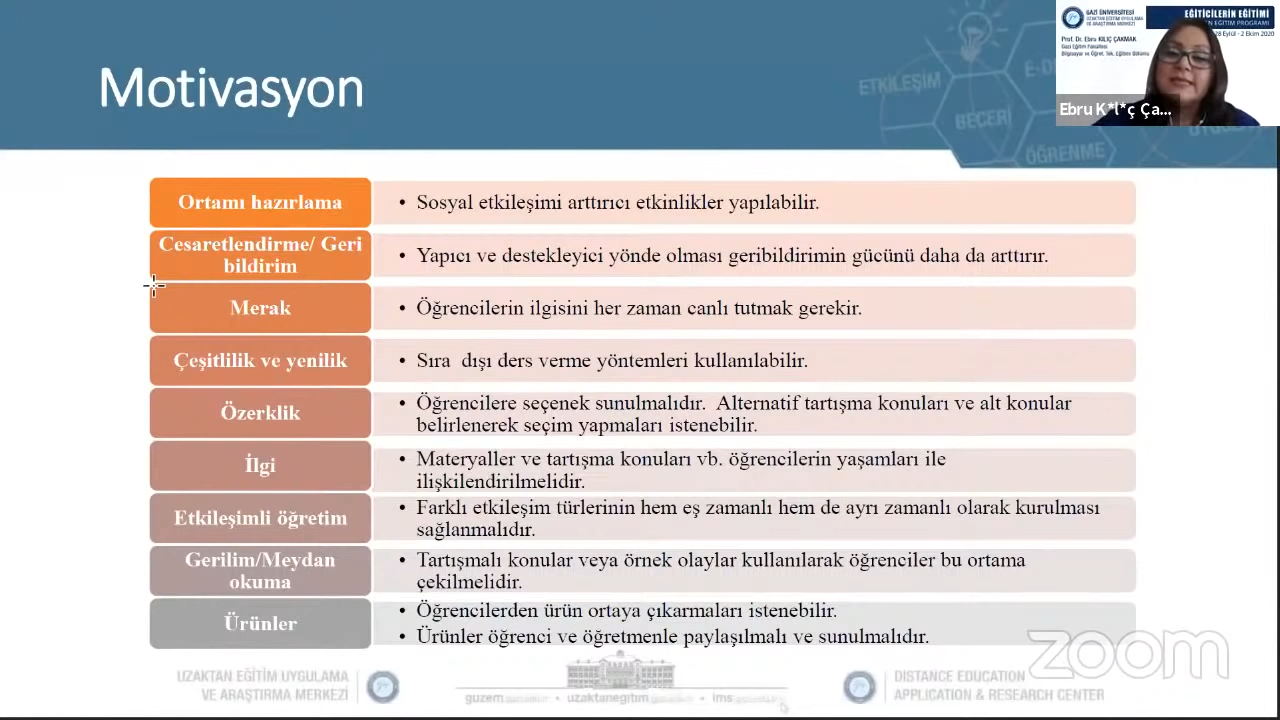 Motivasyon
ETKİLEŞİM
BECERİ
ÖĞRENME
GAZİ ÜNİVERSİTESİ
UZAKTAN EĞİTİM UYGULAMA
VE ARAŞTIRMA MERKEZİ
EĞİTİCİLERİN EĞİTİMİ
EĞİTİM PROGRAMI
28 Eylül - 2 Ekim 2020
Prof. Dr. Ebru KILIÇ ÇAKMAK
Gazi Eğitim Fakültesi
Bilgisayar ve Öğret. Tek. Eğitimi Bölümü
Ebru K*l*ç Ça...
Ortamı hazırlama
• Sosyal etkileşimi arttırıcı etkinlikler yapılabilir.
Cesaretlendirme/ Geri
bildirim
• Yapıcı ve destekleyici yönde olması geribildirimin gücünü daha da arttırır.
Merak
• Öğrencilerin ilgisini her zaman canlı tutmak gerekir.
Çeşitlilik ve yenilik
• Sıra dışı ders verme yöntemleri kullanılabilir.
Özerklik
• Öğrencilere seçenek sunulmalıdır. Alternatif tartışma konuları ve alt konular
belirlenerek seçim yapmaları istenebilir.
İlgi
• Materyaller ve tartışma konuları vb. öğrencilerin yaşamları ile
ilişkilendirilmelidir.
Etkileşimli öğretim
• Farklı etkileşim türlerinin hem eş zamanlı hem de ayrı zamanlı olarak kurulması
sağlanmalıdır.
Gerilim/Meydan
okuma
• Tartışmalı konular veya örnek olaylar kullanılarak öğrenciler bu ortama
çekilmelidir.
Ürünler
• Öğrencilerden ürün ortaya çıkarmaları istenebilir.
• Ürünler öğrenci ve öğretmenle paylaşılmalı ve sunulmalıdır.
zoom
UZAKTAN EĞİTİM UYGULAMA
VE ARAŞTIRMA MERKEZİ
guzem • uzaktanegitim • lms
DISTANCE EDUCATION
APPLICATION & RESEARCH CENTER